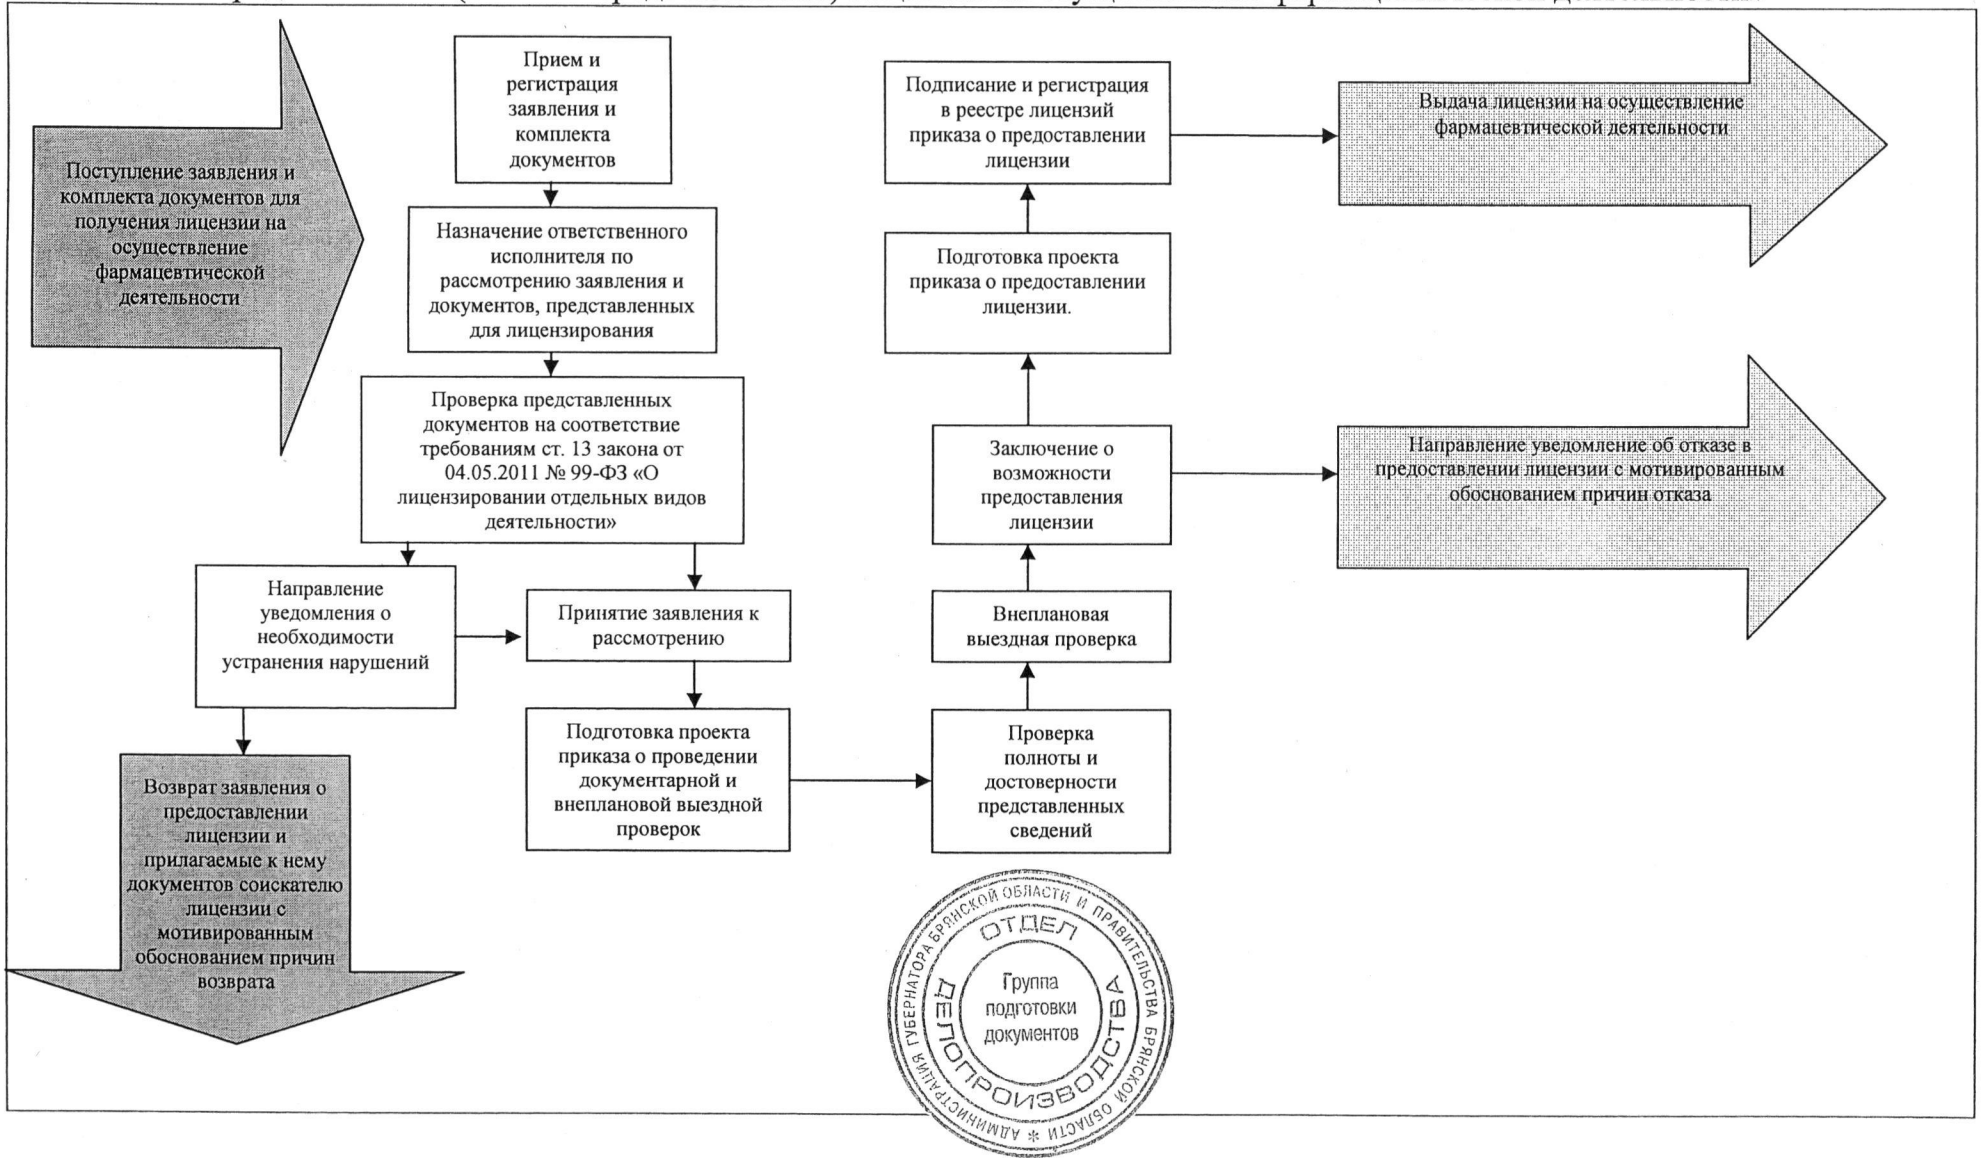 Поступление заявления и
комплекта документов для
получения лицензии на
осуществление
фармацевтической
деятельности
Прием и
регистрация
заявления и
комплекта
документов
Назначение ответственного
исполнителя по
рассмотрению заявления и
документов, представленных
для лицензирования
Проверка представленных
документов на соответствие
требованиям ст. 13 закона от
04.05.2011 № 99-ФЗ «О
лицензировании отдельных видов
деятельности»
Направление
уведомления о
необходимости
устранения нарушений
Возврат заявления о
предоставлении
лицензии и
прилагаемые к нему
документов соискателю
лицензии с
мотивированным
обоснованием причин
возврата
Принятие заявления к
рассмотрению
Подготовка проекта
приказа о проведении
документарной и
внеплановой выездной
проверок
Проверка
полноты и
достоверности
представленных
сведений
Внеплановая
выездная проверка
Заключение о
возможности
предоставления
лицензии
Подготовка проекта
приказа о предоставлении
лицензии.
Подписание и регистрация
в реестре лицензий
приказа о предоставлении
лицензии
Выдача лицензии на осуществление
фармацевтической деятельности
Направление уведомление об отказе в
предоставлении лицензии с мотивированным
обоснованием причин отказа
АДМИНИСТРАЦИЯ ГУБЕРНАТОРА БРЯНСКОЙ ОБЛАСТИ И ПРАВИТЕЛЬСТВА БРЯНСКОЙ ОБЛАСТИ *
ОТДЕЛ
ДЕЛОПРОИЗВОДСТВА
Группа
подготовки
документов